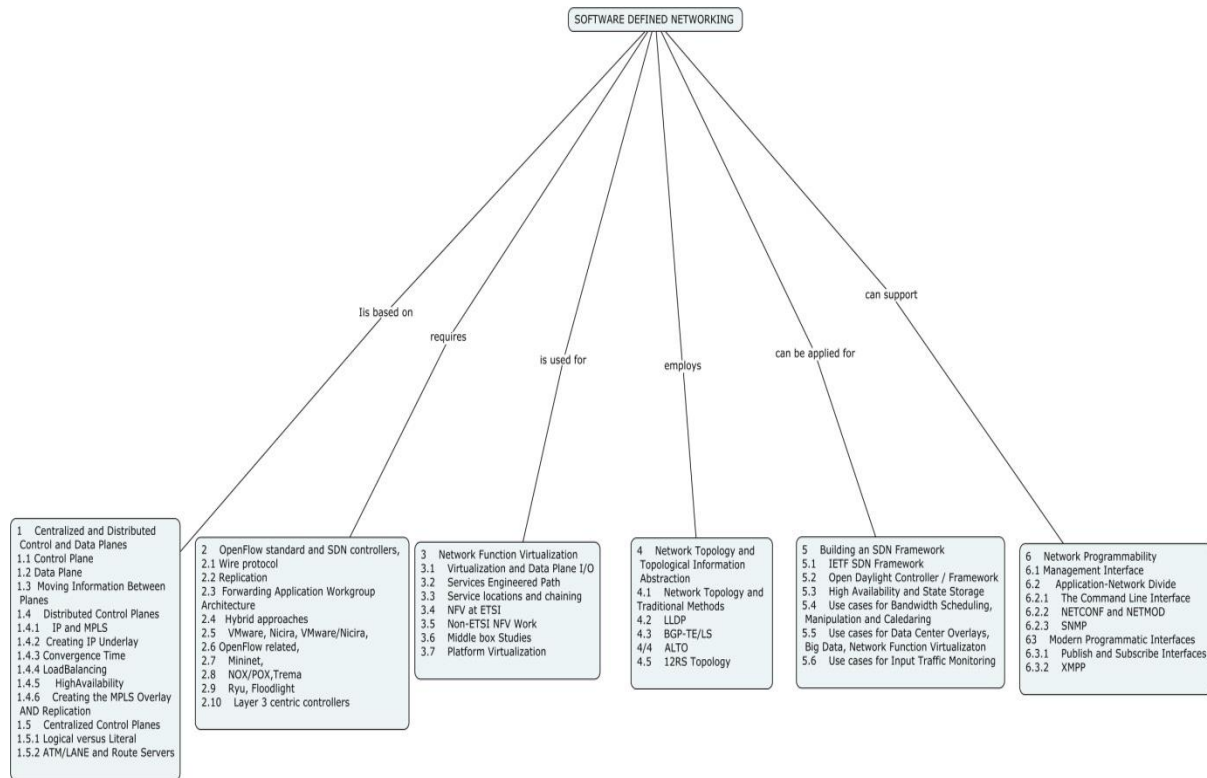 SOFTWARE DEFINED NETWORKING
Iis based on
requires
is used for
employs
can be applied for
can support
1 Centralized and Distributed
Control and Data Planes
1.1 Control Plane
1.2 Data Plane
1.3 Moving Information Between
Planes
1.4 Distributed Control Planes
1.4.1 IP and MPLS
1.4.2 Creating IP Underlay
1.4.3 Convergence Time
1.4.4 LoadBalancing
1.4.5 HighAvailability
1.4.6 Creating the MPLS Overlay
AND Replication
1.5 Centralized Control Planes
1.5.1 Logical versus Literal
1.5.2 ATM/LANE and Route Servers
2 OpenFlow standard and SDN controllers,
2.1 Wire protocol
2.2 Replication
2.3 Forwarding Application Workgroup
Architecture
2.4 Hybrid approaches
2.5 VMware, Nicira, VMware/Nicira,
2.6 OpenFlow related,
2.7 Mininet,
2.8 NOX/POX,Trema
2.9 Ryu, Floodlight
2.10 Layer 3 centric controllers
3 Network Function Virtualization
3.1 Virtualization and Data Plane I/O
3.2 Services Engineered Path
3.3 Service locations and chaining
3.4 NFV at ETSI
3.5 Non-ETSI NFV Work
3.6 Middle box Studies
3.7 Platform Virtualization
4 Network Topology and
Topological Information
Abstraction
4.1 Network Topology and
Traditional Methods
4.2 LLDP
4.3 BGP-TE/LS
4/4 ALTO
4.5 12RS Topology
5 Building an SDN Framework
5.1 IETF SDN Framework
5.2 Open Daylight Controller / Framework
5.3 High Availability and State Storage
5.4 Use cases for Bandwidth Scheduling,
Manipulation and Caledaring
5.5 Use cases for Data Center Overlays,
Big Data, Network Function Virtualizaton
5.6 Use cases for Input Traffic Monitoring
6 Network Programmability
6.1 Management Interface
6.2 Application-Network Divide
6.2.1 The Command Line Interface
6.2.2 NETCONF and NETMOD
6.2.3 SNMP
63 Modern Programmatic Interfaces
6.3.1 Publish and Subscribe Interfaces
6.3.2 XMPP